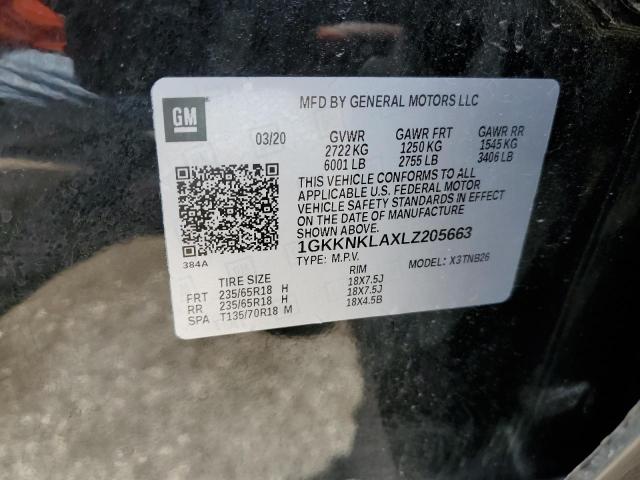 GM
MFD BY GENERAL MOTORS LLC
03/20 GVWR GAWR FRT GAWR RR
2722 KG 1250 KG 1545 KG
6001 LB 2755 LB 3406 LB
THIS VEHICLE CONFORMS TO ALL
APPLICABLE U.S. FEDERAL MOTOR
VEHICLE SAFETY STANDARDS IN EFFECT
ON THE DATE OF MANUFACTURE
SHOWN ABOVE.
1GKKNKLAXLZ205663
384A TYPE: M.P.V. MODEL: X3TNB26
TIRE SIZE RIM
FRT 235/65R18 H 18X7.5J
RR 235/65R18 H 18X7.5J
SPA T135/70R18 M 18X4.5B